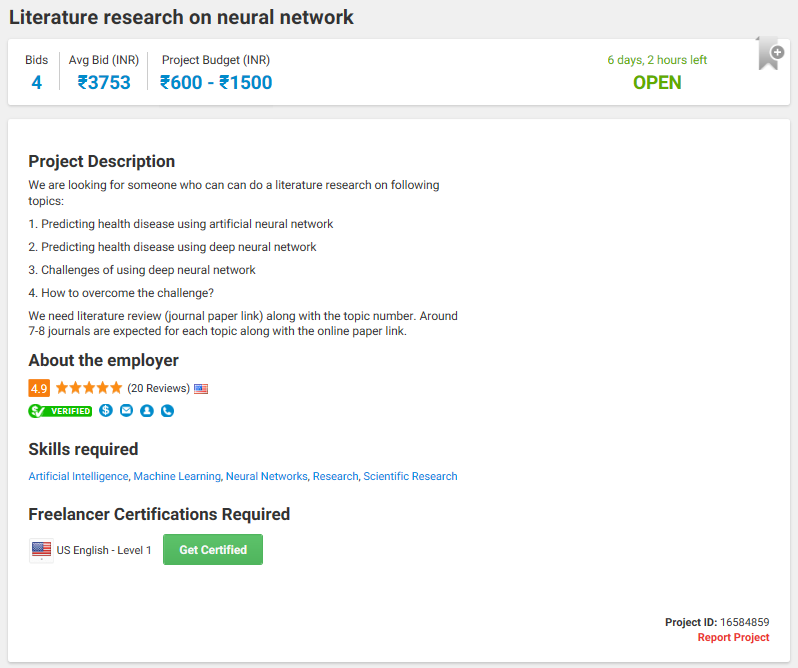 Literature research on neural network
Bids
Avg Bid (INR)
Project Budget (INR)
6 days, 2 hours left
4
₹3753
₹600 - ₹1500
OPEN
Project Description
We are looking for someone who can can do a literature research on following
topics:
1. Predicting health disease using artificial neural network
2. Predicting health disease using deep neural network
3. Challenges of using deep neural network
4. How to overcome the challenge?
We need literature review (journal paper link) along with the topic number. Around
7-8 journals are expected for each topic along with the online paper link.
About the employer
4.9 (20 Reviews)
VERIFIED
Skills required
Artificial Intelligence, Machine Learning, Neural Networks, Research, Scientific Research
Freelancer Certifications Required
US English - Level 1 Get Certified
Project ID: 16584859
Report Project